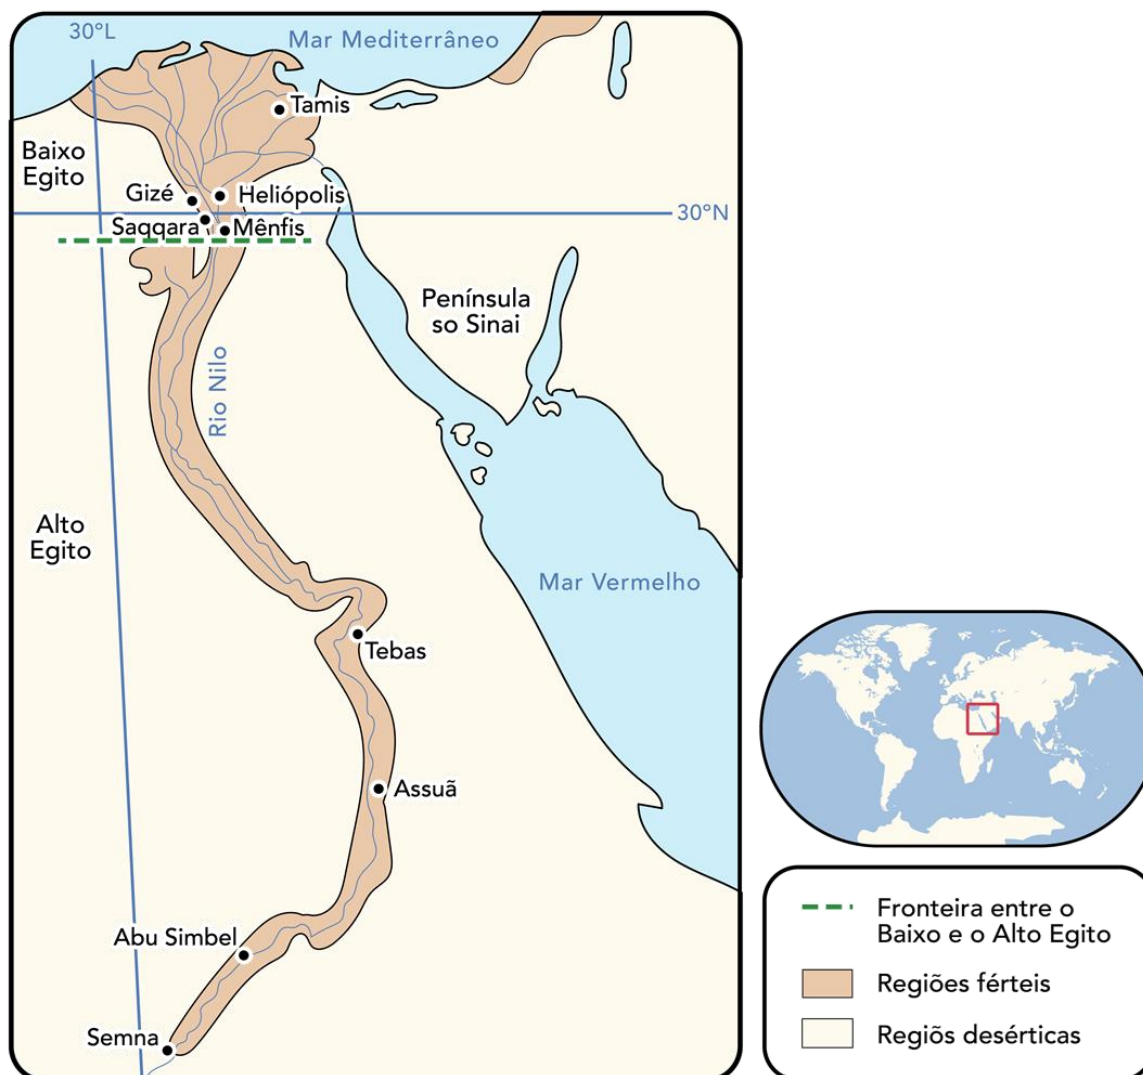 30°L
Mar Mediterrâneo
Tamis
Baixo
Egito
Gizé
Heliópolis
30°N
Saqqara
Mênfis
Península
so Sinai
Rio Nilo
Alto
Egito
Mar Vermelho
Tebas
Assuã
Abu Simbel
Semna
Fronteira entre o
Baixo e o Alto Egito
Regiões férteis
Regiõs desérticas